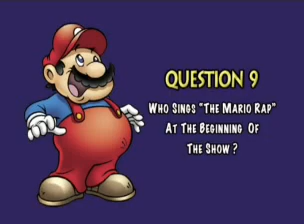 QUESTION 9
WHO SINGS "THE MARIO RAP"
AT THE BEGINNING OF
THE SHOW?